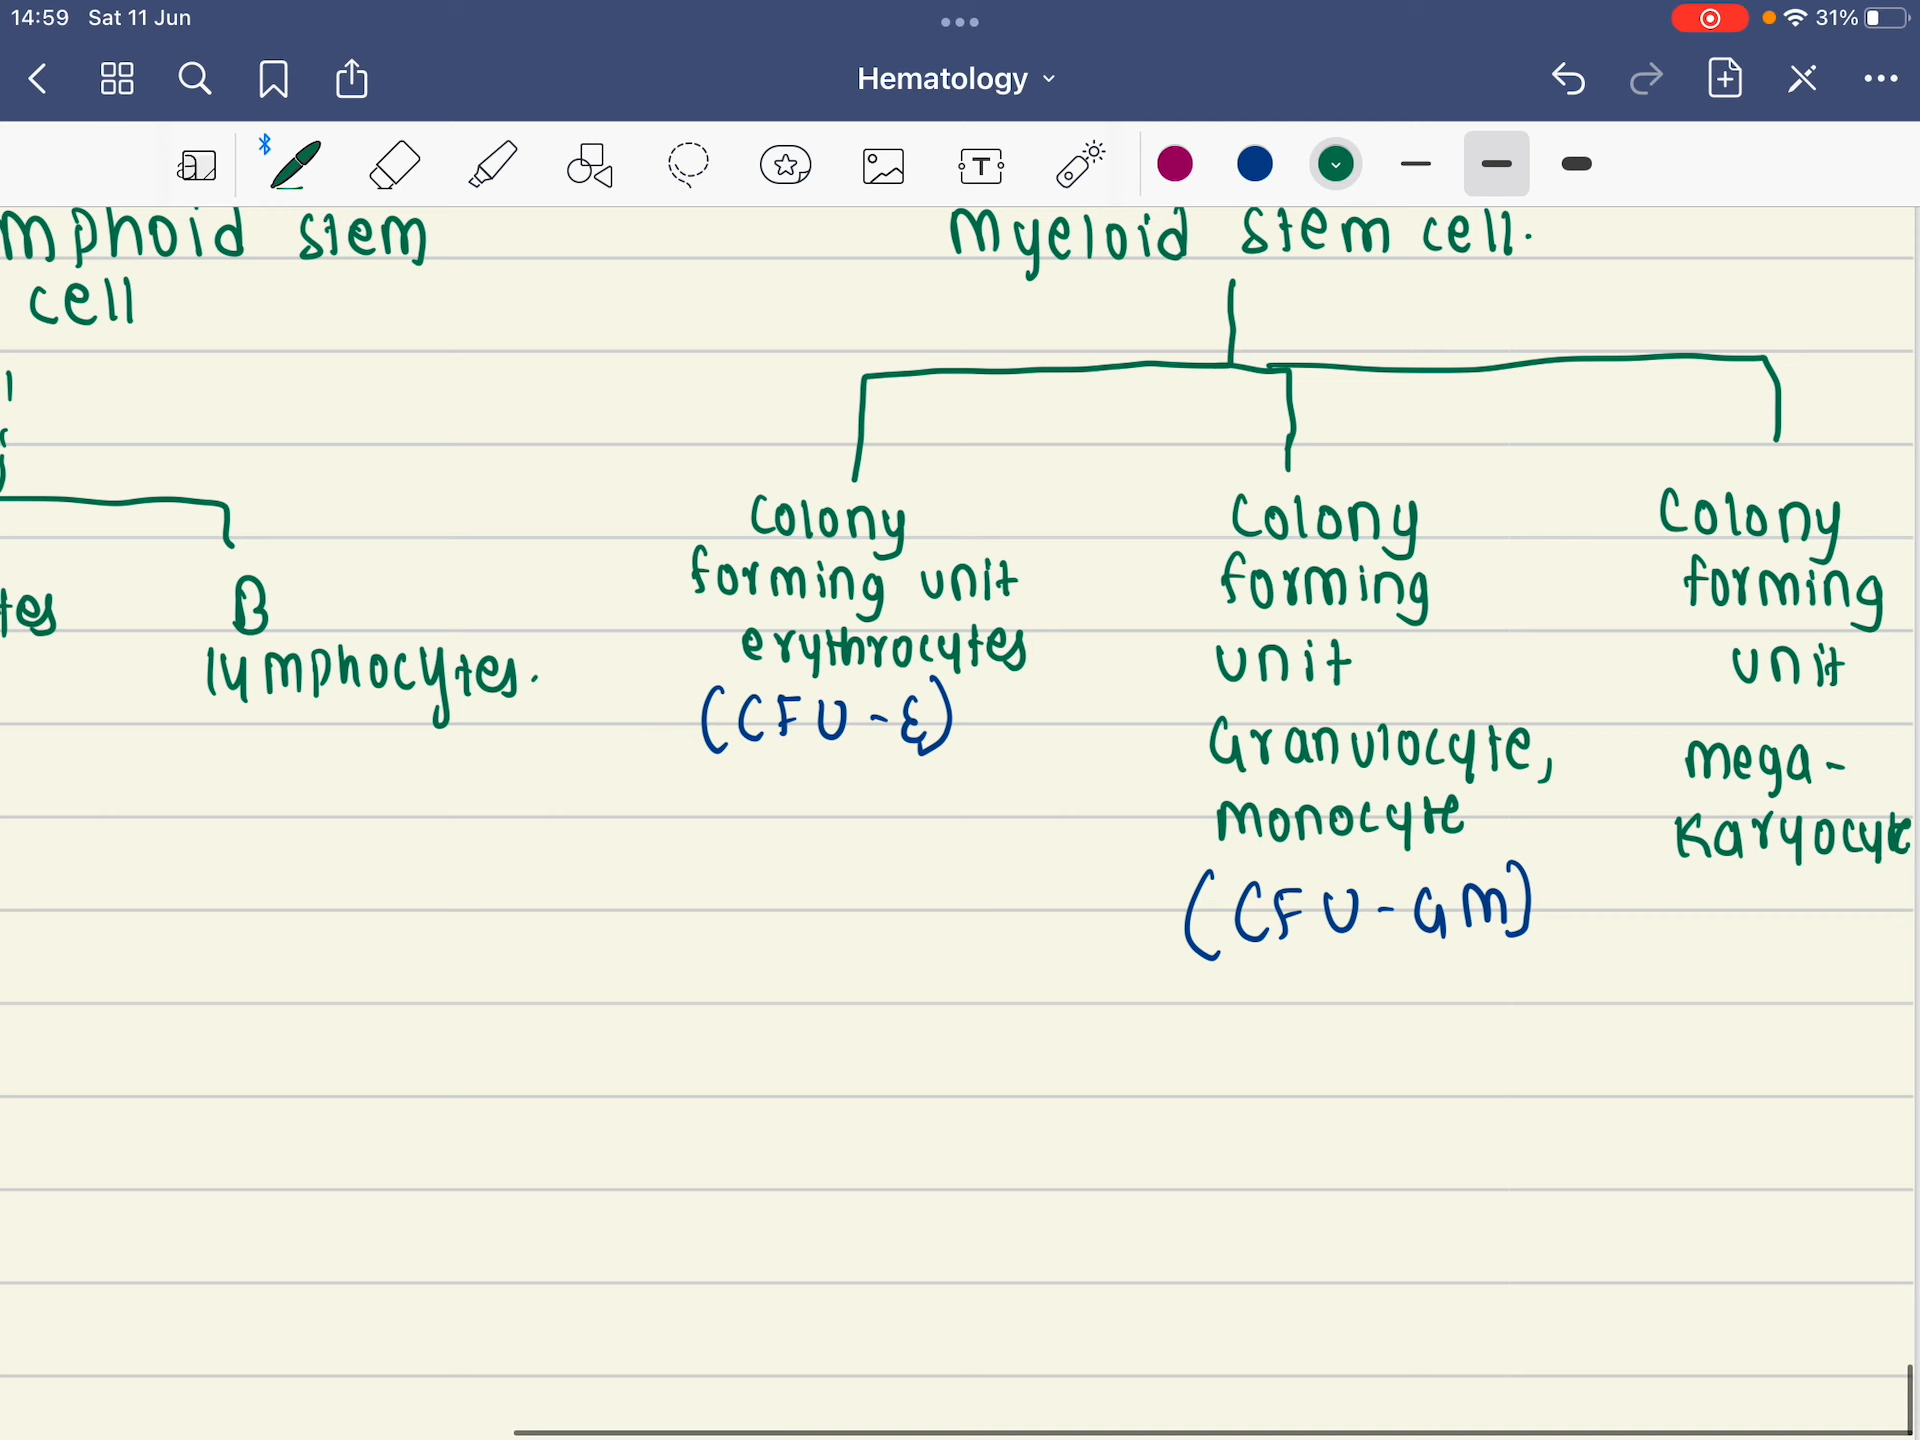 14:59 Sat 11 Jun
31%
Hematology
mphoid stem
cell
tes
B
lymphocytes.
Myeloid stem cell.
Colony
forming unit
erythrocytes
(CFU-E)
Colony
forming
unit
Granulocyte,
monocyte
(CFU-GM)
Colony
forming
unit
mega-
Karyocyte